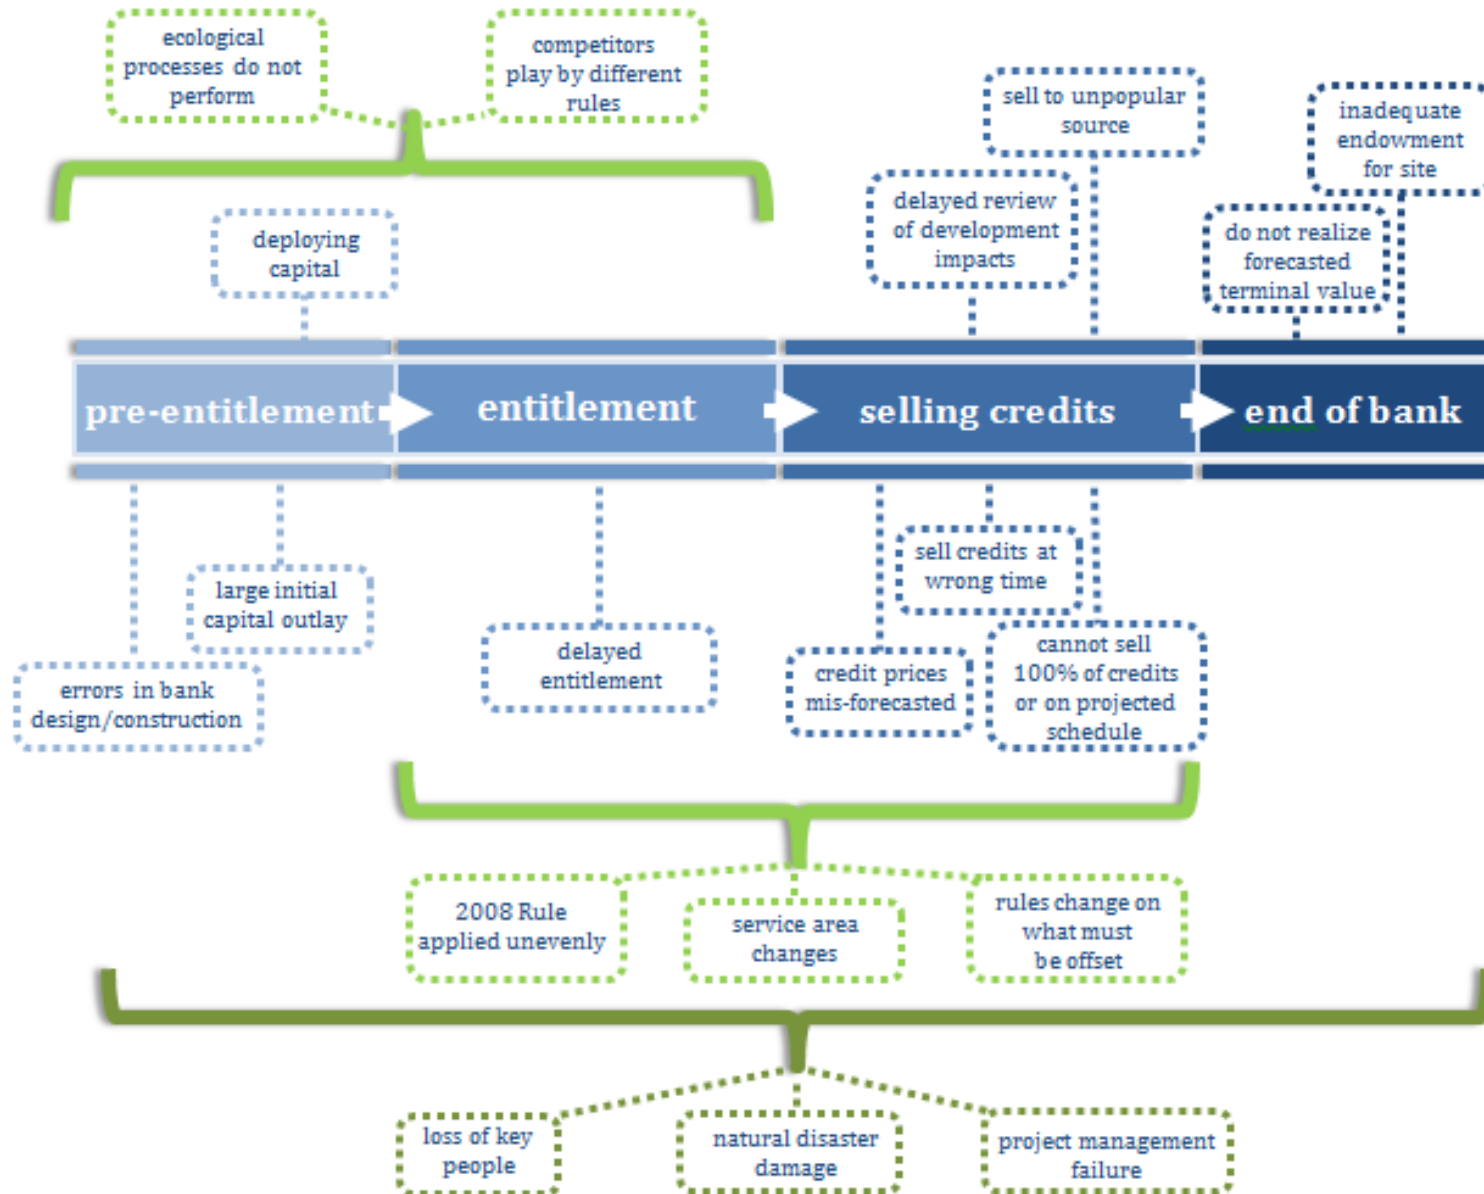 ecological
processes do not
perform
competitors
play by different
rules
sell to unpopular
source
inadequate
endowment
for site
delayed review
of development
impacts
do not realize
forecasted
terminal value
deploying
capital
pre-entitlement
entitlement
selling credits
end of bank
sell credits at
wrong time
large initial
capital outlay
delayed
entitlement
errors in bank
design/construction
credit prices
mis-forecasted
cannot sell
100% of credits
or on projected
schedule
2008 Rule
applied unevenly
service area
changes
rules change on
what must
be offset
loss of key
people
natural disaster
damage
project management
failure